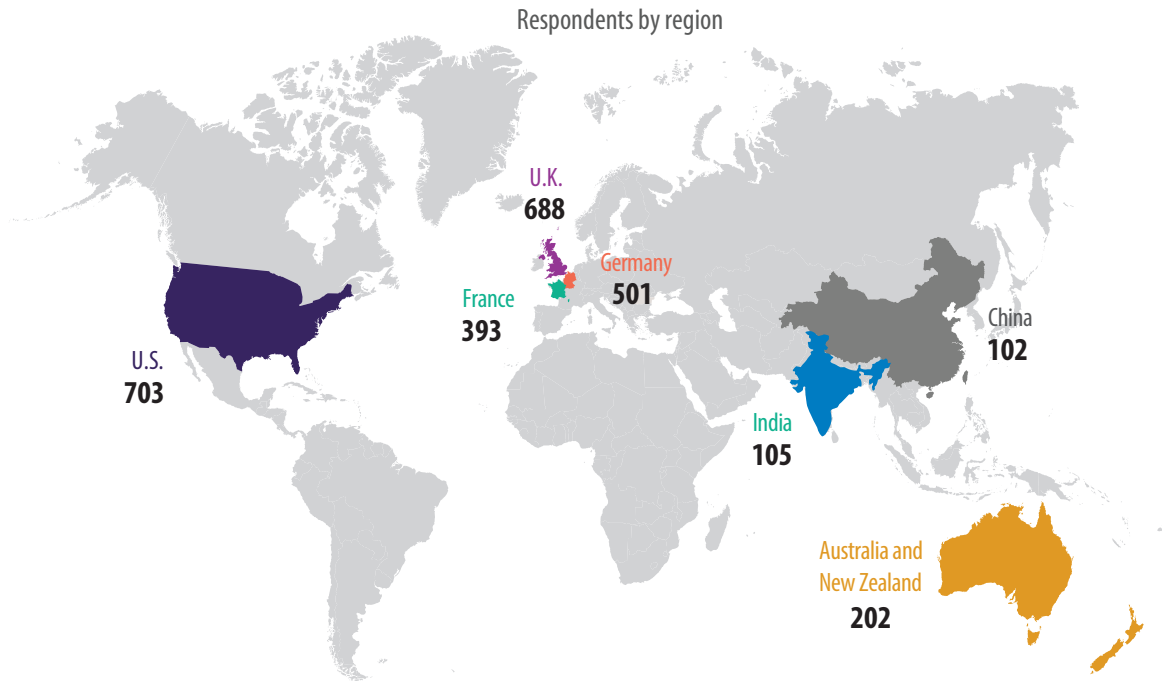 Respondents by region
U.K.
688
Germany
501
France
393
China
102
U.S.
703
India
105
Australia and
New Zealand
202